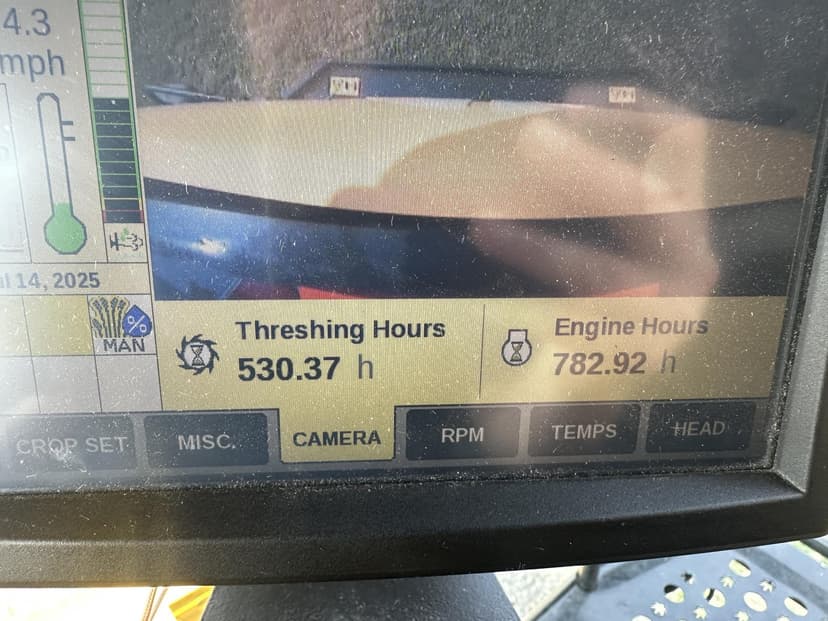 4.3
mph
14, 2025
%
MAN
Threshing Hours
530.37 h
Engine Hours
782.92 h
CROP SET
MISC.
CAMERA
RPM
TEMPS
HEAD